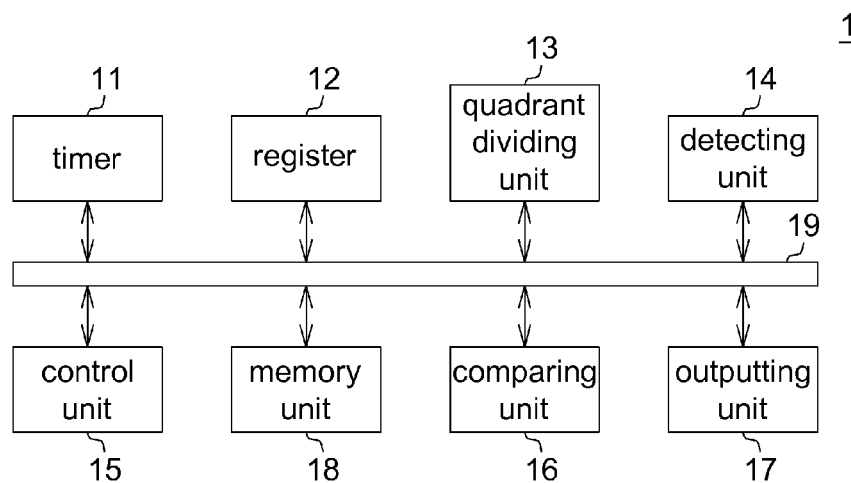 1
11
12
13
14
timer
register
quadrant
dividing
unit
detecting
unit
19
control
unit
memory
unit
comparing
unit
outputting
unit
15
18
16
17